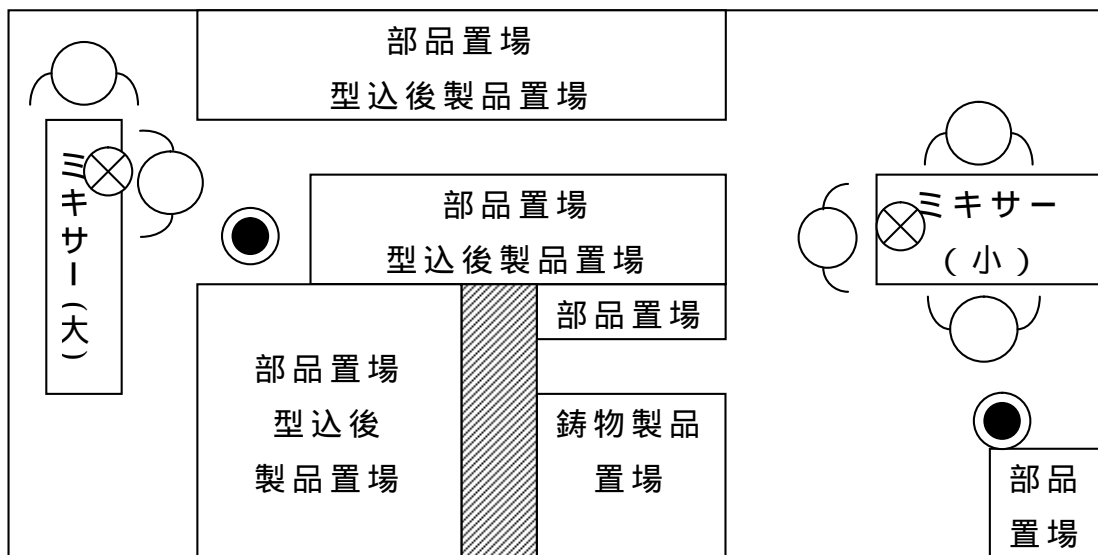 部品置場
型込後製品置場
ミキサー(大)
部品置場
型込後製品置場
ミキサー
(小)
部品置場
部品置場
型込後
製品置場
鋳物製品
置場
部品
置場